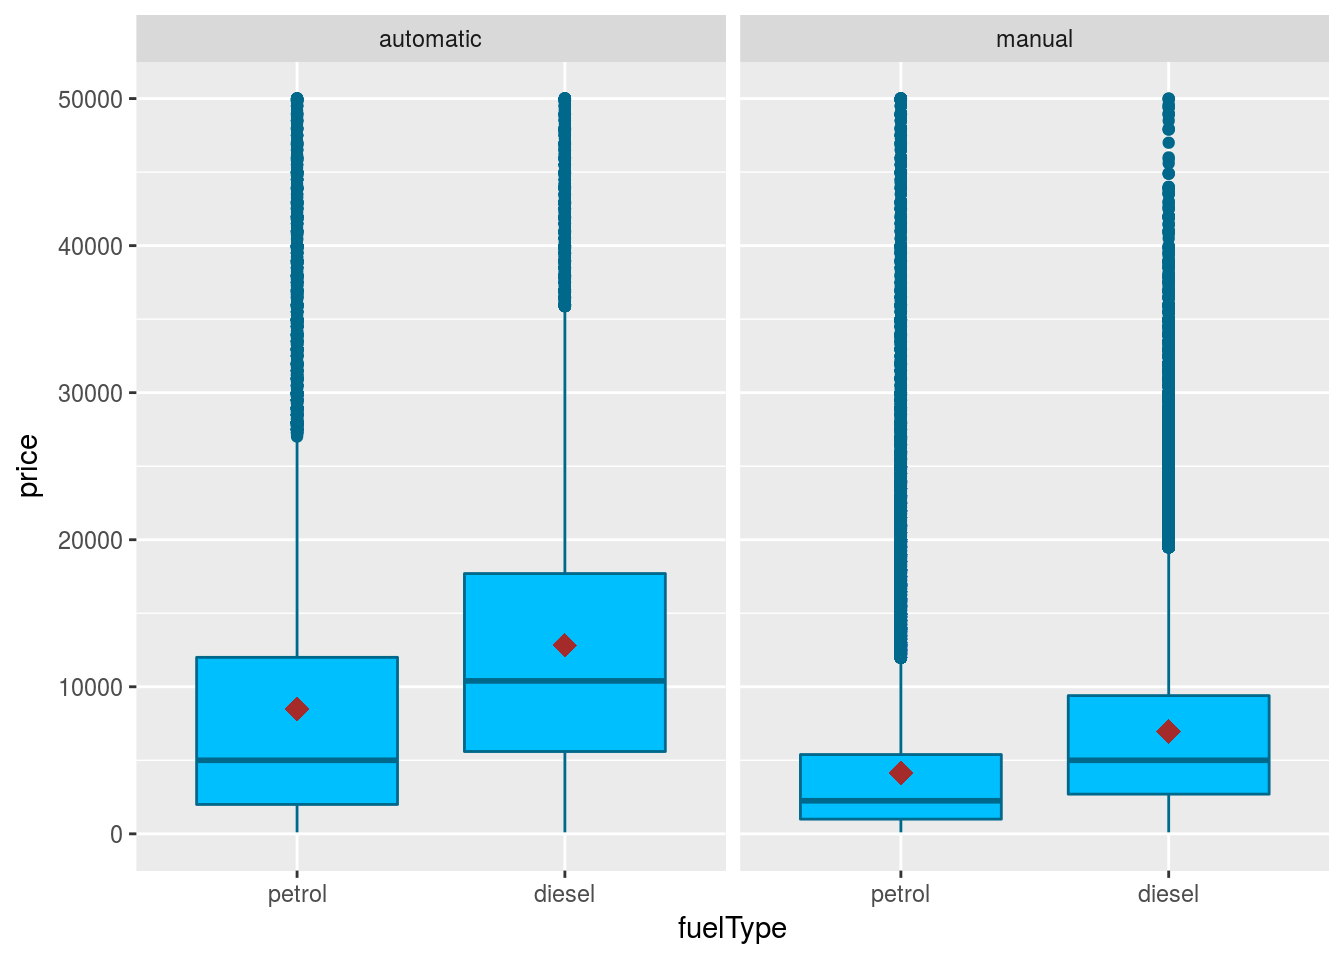 automatic
manual
50000
40000
30000
20000
10000
0
price
petrol
diesel
petrol
diesel
fuelType